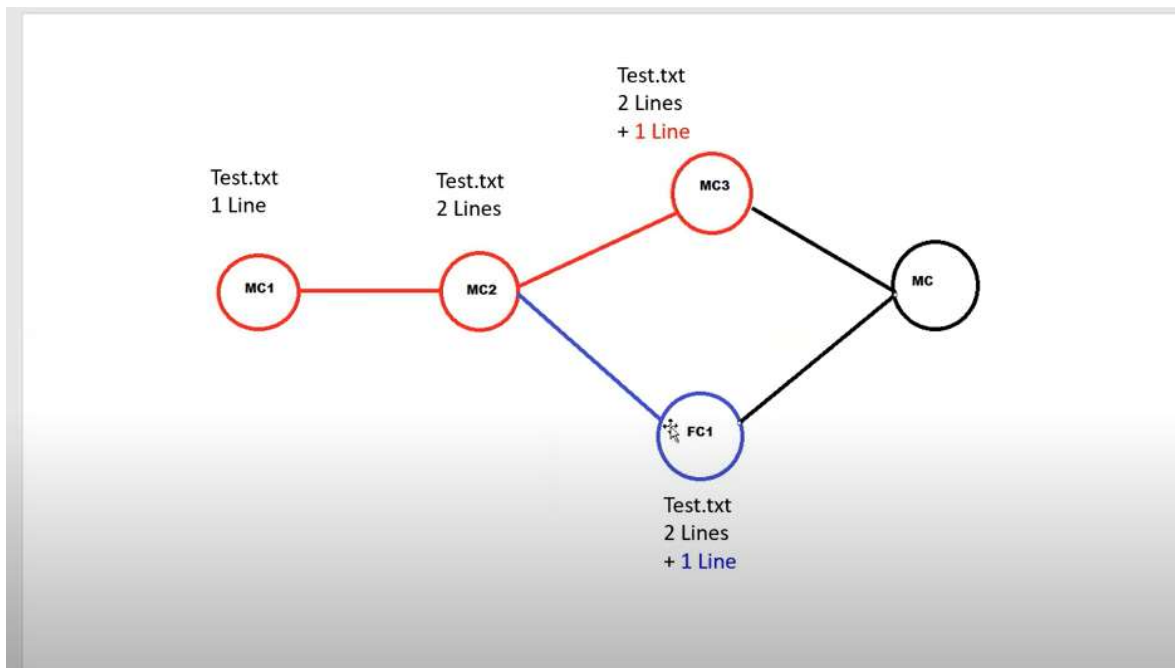 Test.txt
2 Lines
+ 1 Line
MC3
Test.txt
1 Line
Test.txt
2 Lines
MC1
MC2
MC
FC1
Test.txt
2 Lines
+ 1 Line